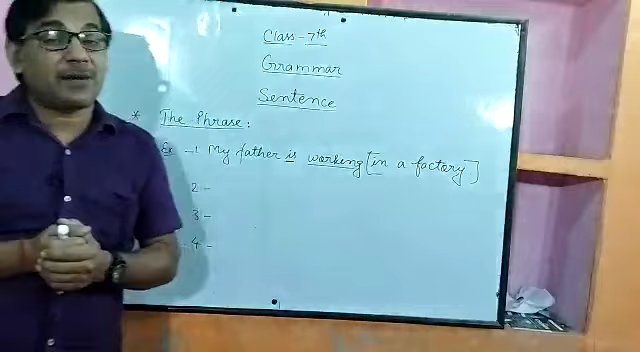 Class - 7th
Grammar
Sentence
* The Phrase :
Ex - 1 My father is working [in a factory]
2 -
3 -
4 -